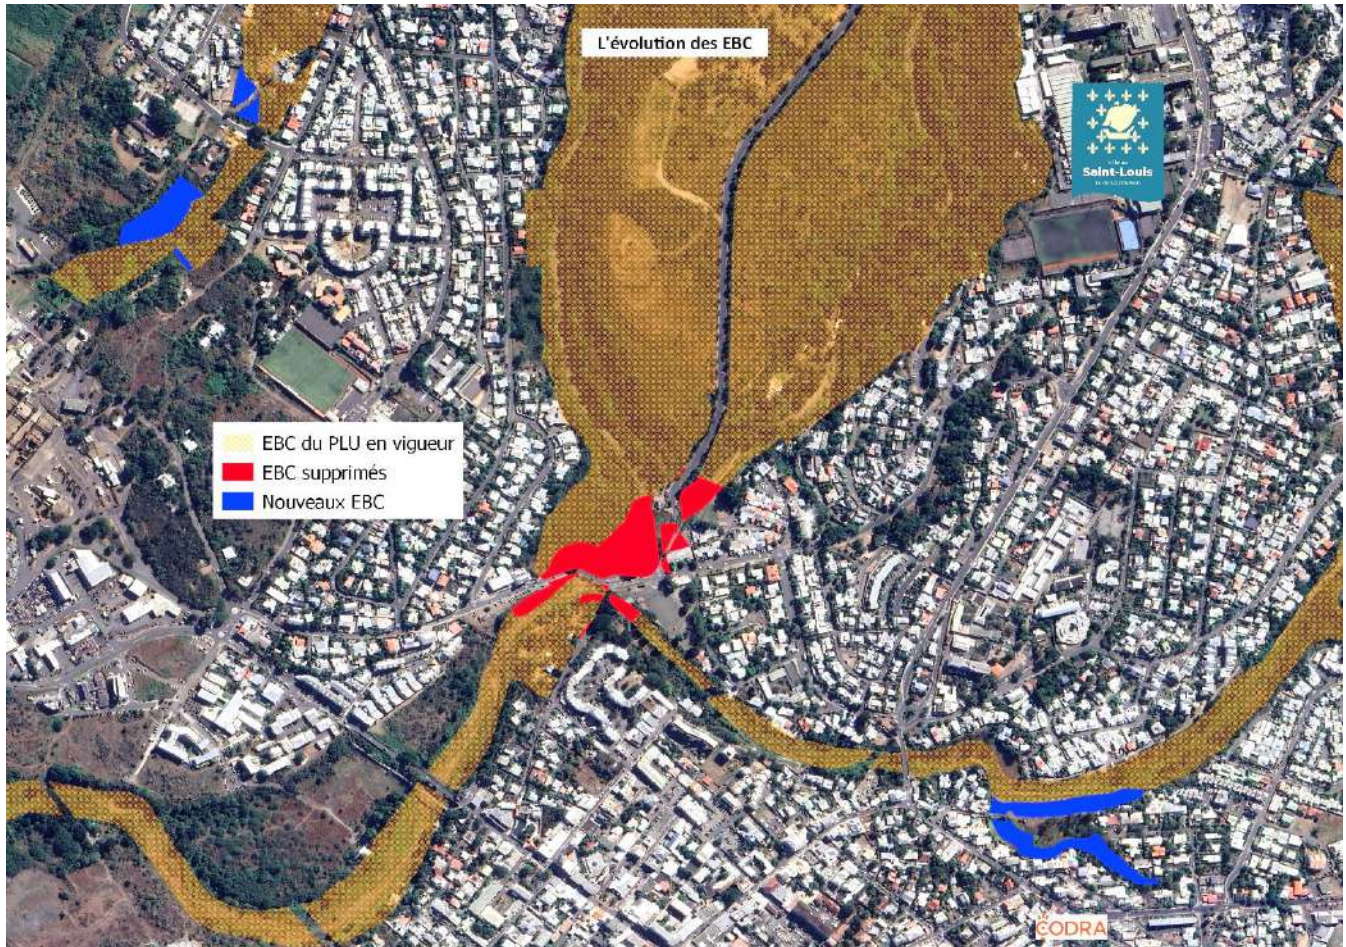 L'évolution des EBC
Saint-Louis
EBC du PLU en vigueur
EBC supprimés
Nouveaux EBC
CODRA